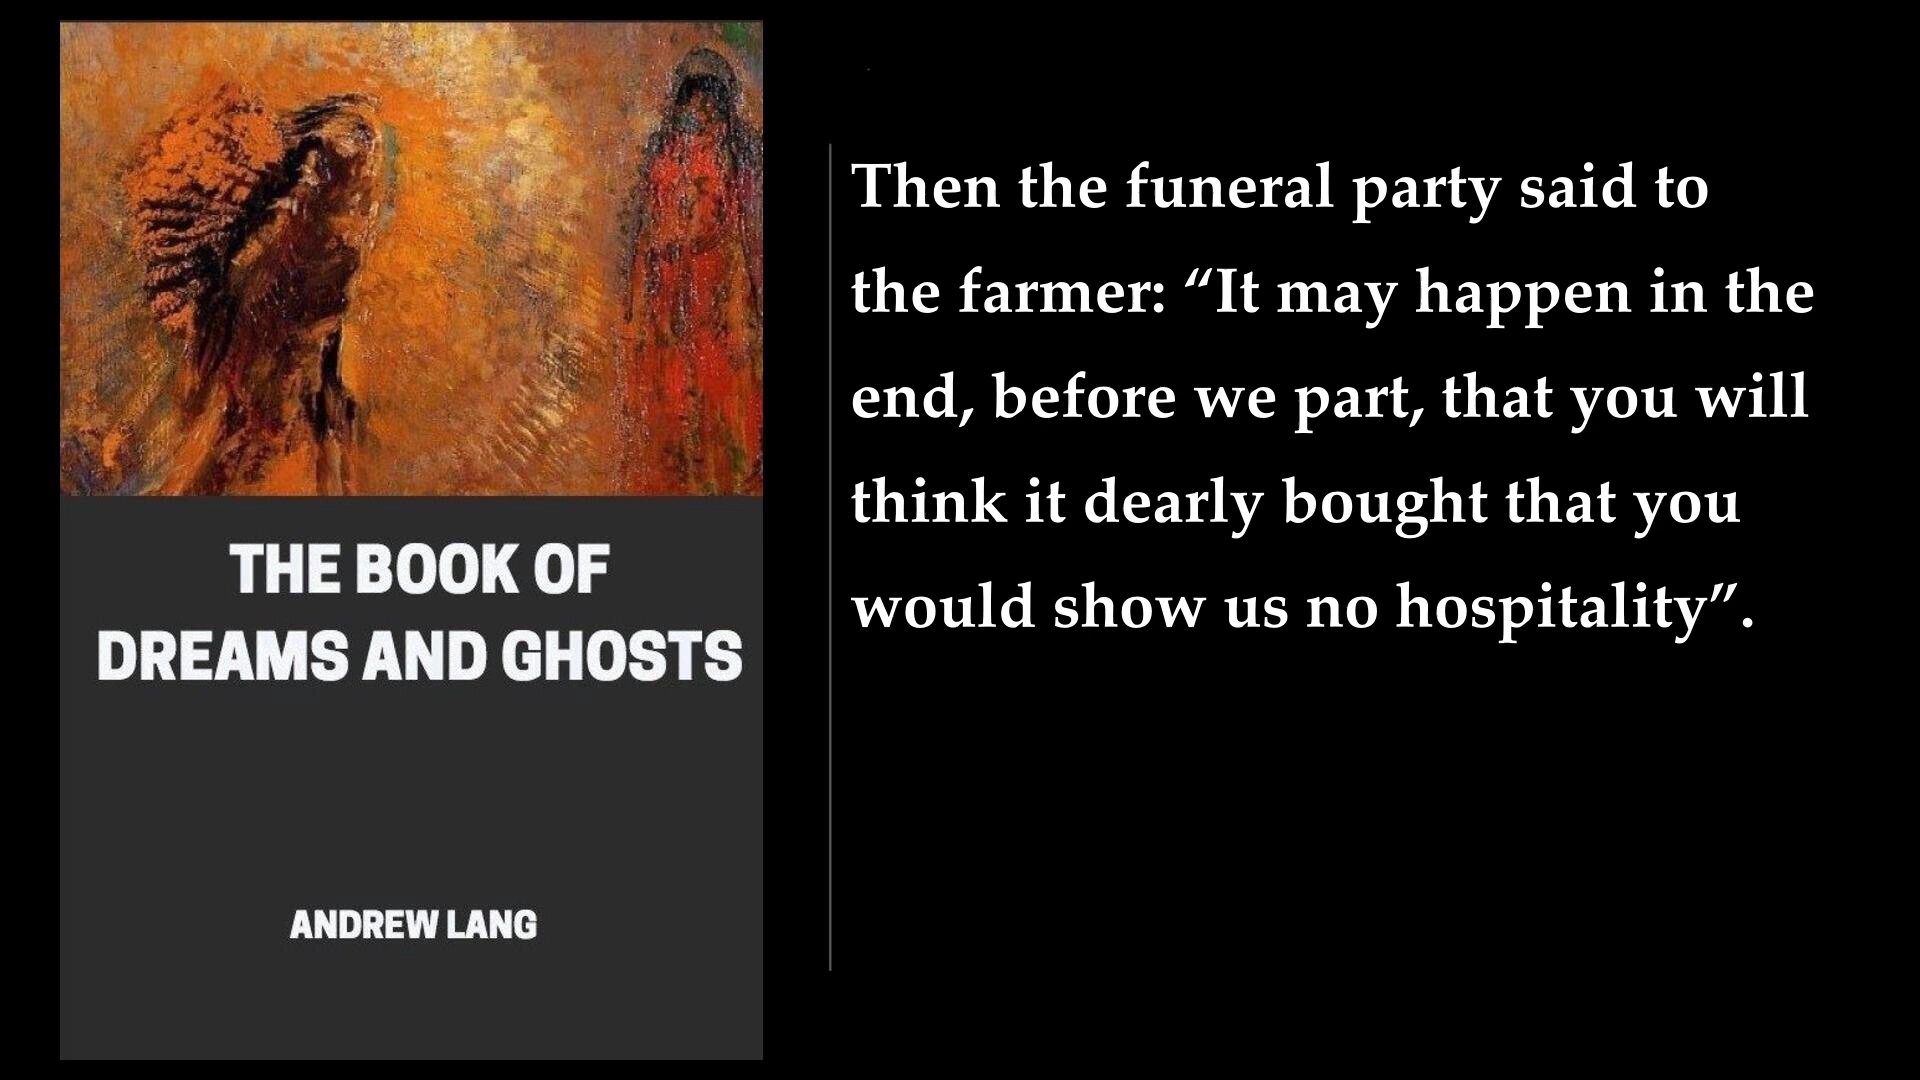 THE BOOK OF
DREAMS AND GHOSTS
ANDREW LANG
Then the funeral party said to
the farmer: “It may happen in the
end, before we part, that you will
think it dearly bought that you
would show us no hospitality”.